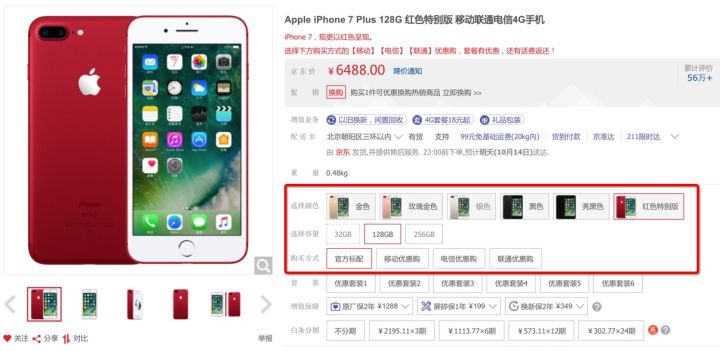 Apple iPhone 7 Plus 128G 红色特别版 移动联通电信4G手机
iPhone 7，现更以红色呈现。
选择下方购买方式的【移动】【电信】【联通】优惠购，套餐有优惠，还有话费返还！
京 东 价 ￥6488.00 降价通知
累计评价
56万+
促 销 换购 购买1件可优惠换购热销商品 立即换购 >>
增值业务 以旧换新，闲置回收 4G套餐18元起 礼品包装
配 送 至 北京朝阳区三环以内 有货 支持 99元免基础运费(20kg内) 货到付款 京准达 211限时达
由 京东 发货,并提供售后服务. 23:00前下单,预计明天(10月14日)送达.
重 量 0.48kg
选择颜色 金色 玫瑰金色 银色 黑色 亮黑色 红色特别版
选择容量 32GB 128GB 256GB
购买方式 官方标配 移动优惠购 电信优惠购 联通优惠购
套 装 优惠套装1 优惠套装2 优惠套装3 优惠套装4 优惠套装5 优惠套装6
增值保障 原厂保2年 ¥1288 屏碎保1年 ¥199 换新保2年 ¥349
白条分期 不分期 ￥2195.11×3期 ￥1113.77×6期 ￥573.11×12期 ￥302.77×24期
iPhone
关注 分享 对比 举报